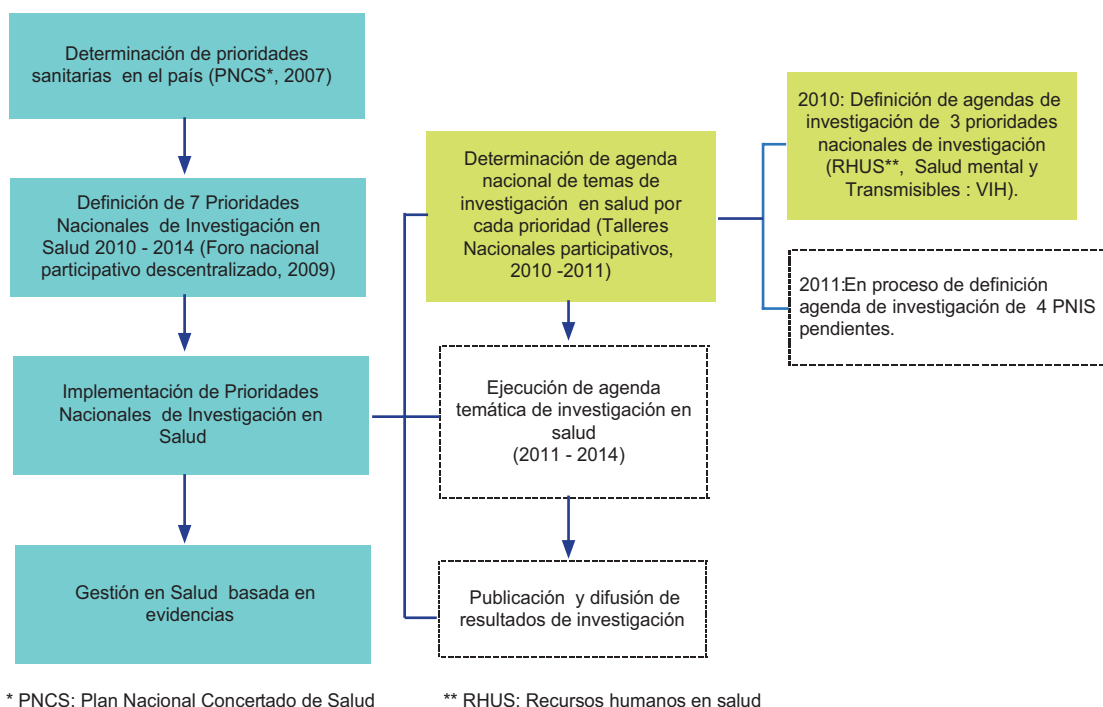 Determinación de prioridades
sanitarias en el país (PNCS*, 2007)
Definición de 7 Prioridades
Nacionales de Investigación en
Salud 2010 - 2014 (Foro nacional
participativo descentralizado, 2009)
Implementación de Prioridades
Nacionales de Investigación en
Salud
Gestión en Salud basada en
evidencias
Determinación de agenda
nacional de temas de
investigación en salud por
cada prioridad (Talleres
Nacionales participativos,
2010 -2011)
Ejecución de agenda
temática de investigación en
salud
(2011 - 2014)
Publicación y difusión de
resultados de investigación
2010: Definición de agendas de
investigación de 3 prioridades
nacionales de investigación
(RHUS**, Salud mental y
Transmisibles : VIH).
2011:En proceso de definición
agenda de investigación de 4 PNIS
pendientes.
* PNCS: Plan Nacional Concertado de Salud
** RHUS: Recursos humanos en salud